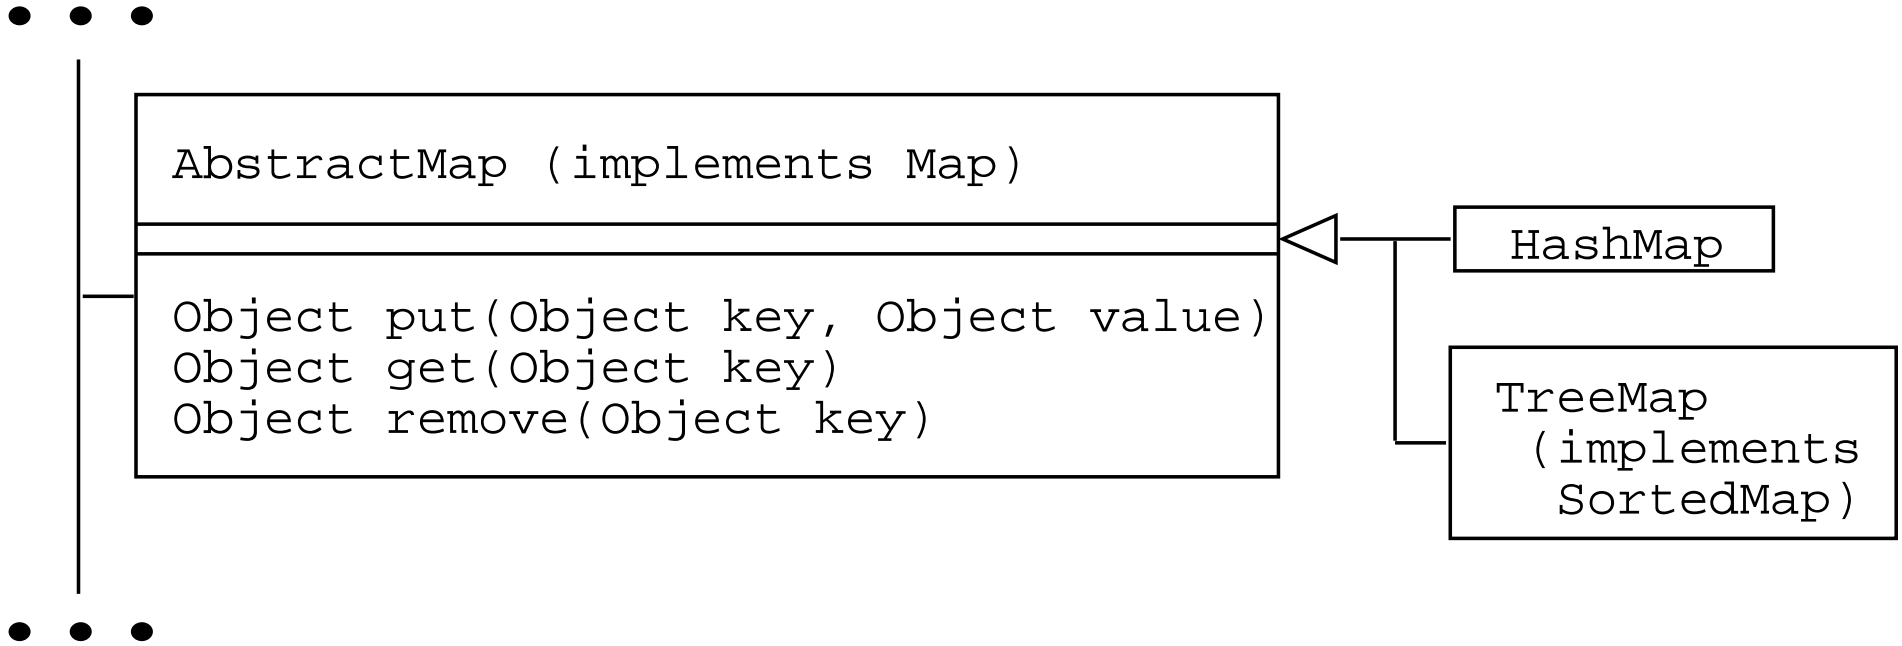 AbstractMap (implements Map)
Object put(Object key, Object value)
Object get(Object key)
Object remove(Object key)
HashMap
TreeMap
(implements
SortedMap)